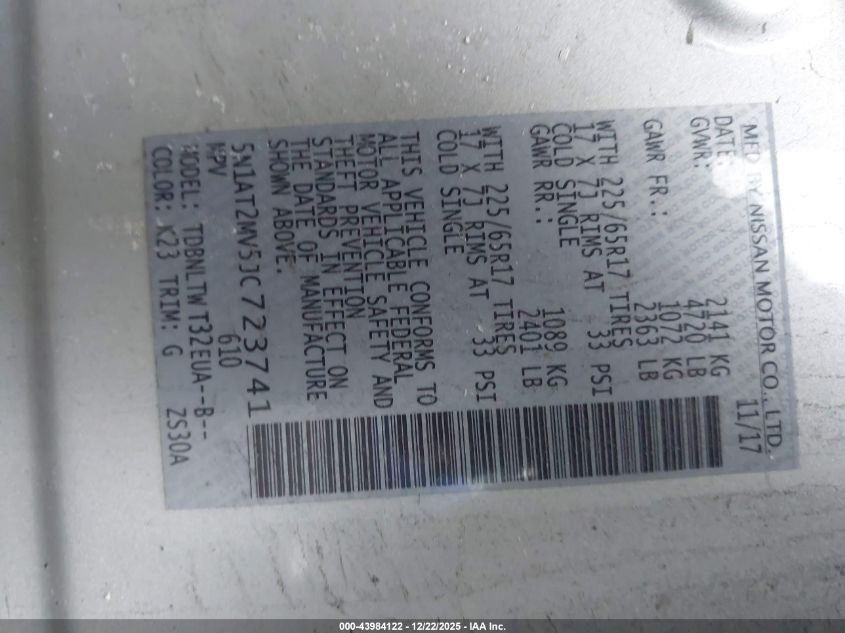 MFD BY NISSAN MOTOR CO., LTD.
DATE: 11/17
GVWR: 2141 KG
4720 LB
GAWR FR.: 1072 KG
2363 LB
WITH 225/65R17 TIRES
17 X 7J RIMS AT 33 PSI
COLD SINGLE
GAWR RR.: 1089 KG
2401 LB
WITH 225/65R17 TIRES
17 X 7J RIMS AT 33 PSI
COLD SINGLE
THIS VEHICLE CONFORMS TO
ALL APPLICABLE FEDERAL
MOTOR VEHICLE SAFETY AND
THEFT PREVENTION
STANDARDS IN EFFECT ON
THE DATE OF MANUFACTURE
SHOWN ABOVE.
5N1AT2MV5JC723741
MPV 610
MODEL: TDBNLTWT32EUA--B--
COLOR: K23 TRIM: G ZS30A
000-43984122 - 12/22/2025 - IAA Inc.